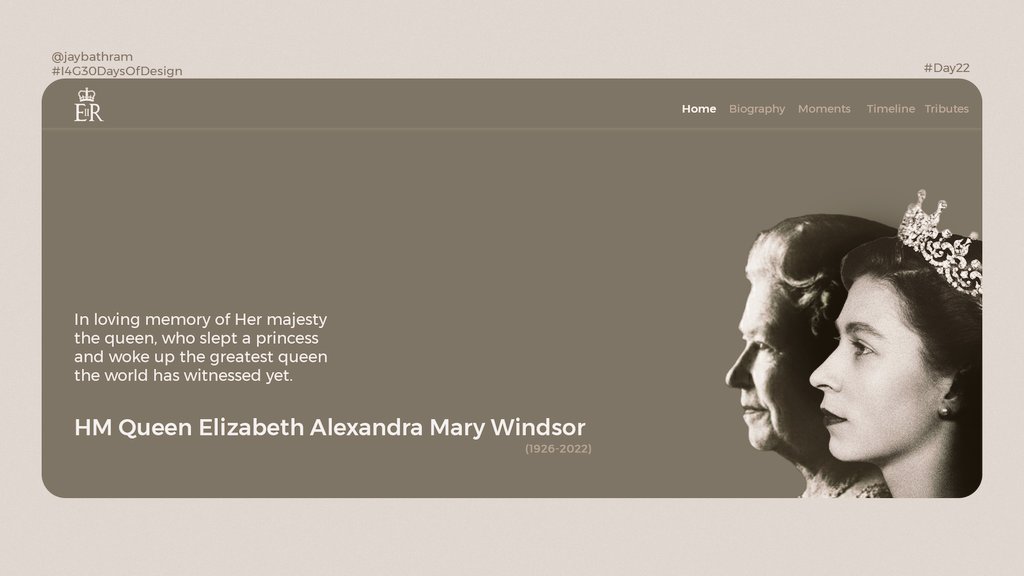 @jaybathram
#I4G30DaysOfDesign
#Day22
EIIR
Home Biography Moments Timeline Tributes
In loving memory of Her majesty
the queen, who slept a princess
and woke up the greatest queen
the world has witnessed yet.
HM Queen Elizabeth Alexandra Mary Windsor
(1926-2022)